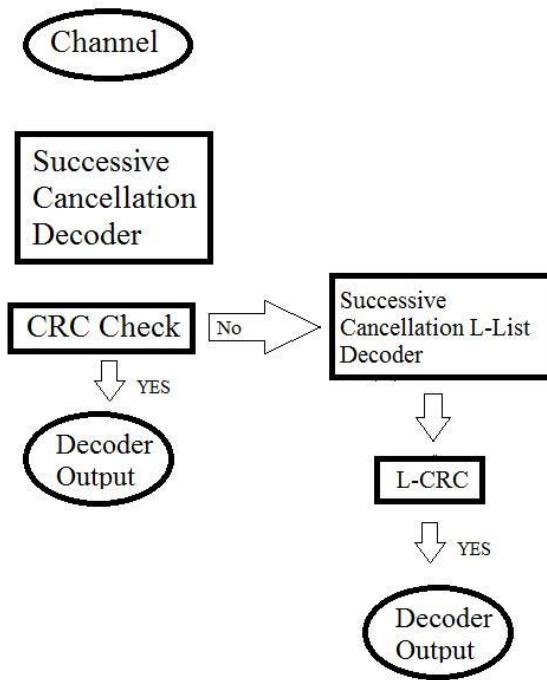 Channel
Successive
Cancellation
Decoder
CRC Check
No
Successive
Cancellation L-List
Decoder
YES
Decoder
Output
L-CRC
YES
Decoder
Output